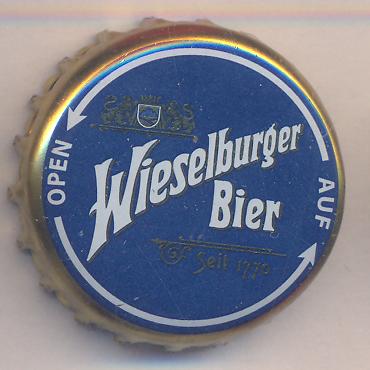 OPEN
Wieselburger
Bier
Seit 1770
AUF